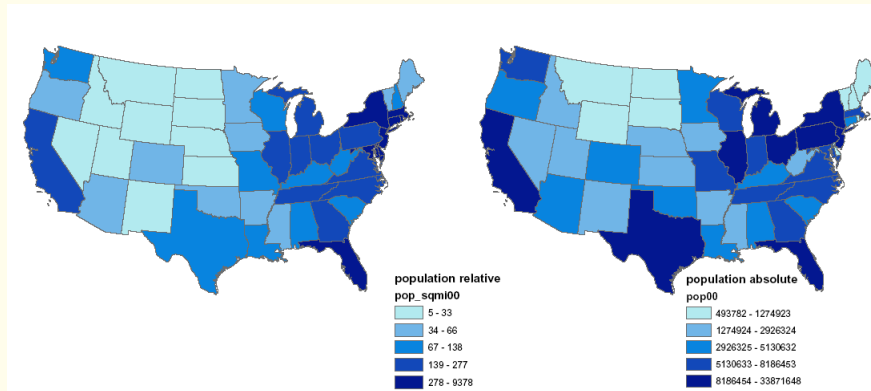 population relative
pop_sqmi00
5 - 33
34 - 66
67 - 138
139 - 277
278 - 9378
population absolute
pop00
493782 - 1274923
1274924 - 2926324
2926325 - 5130632
5130633 - 8186453
8186454 - 33871648